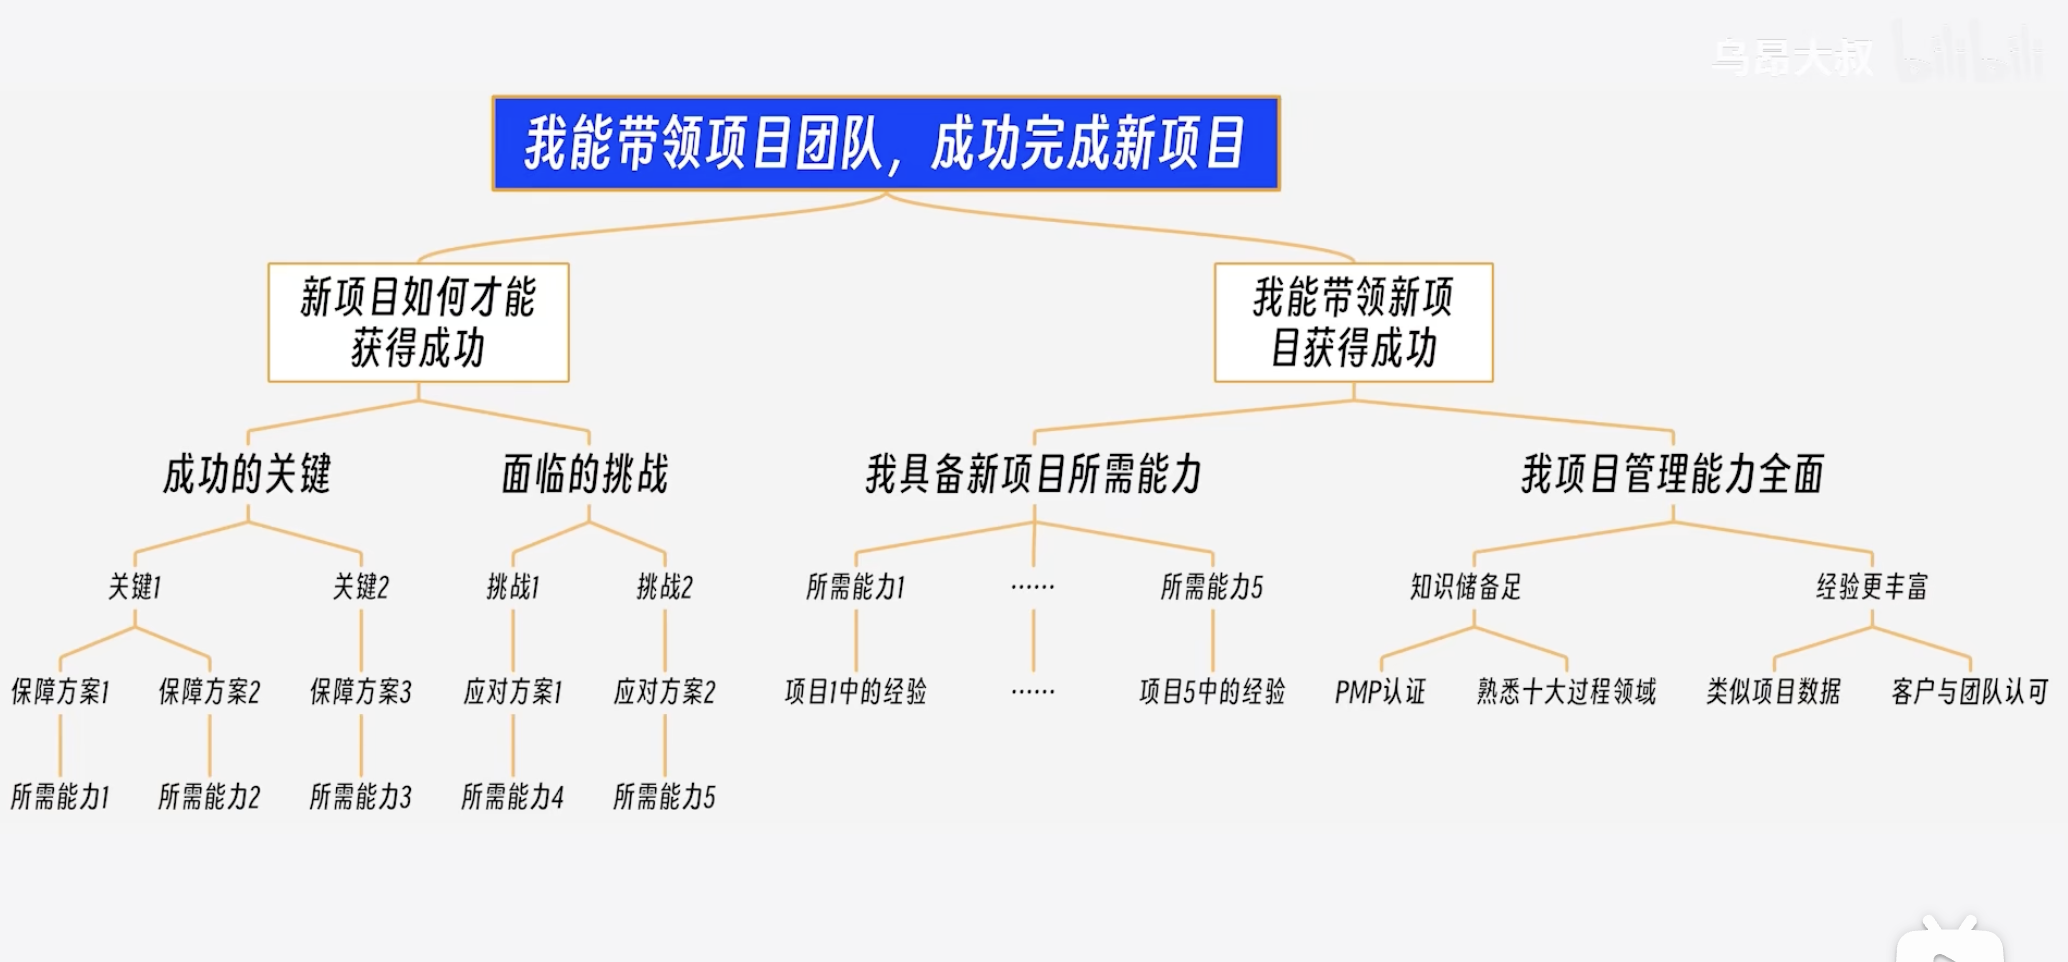 乌昂大叔 bilibili
我能带领项目团队，成功完成新项目
新项目如何才能
获得成功
我能带领新项
目获得成功
成功的关键 面临的挑战 我具备新项目所需能力 我项目管理能力全面
关键1 关键2 挑战1 挑战2 所需能力1 …… 所需能力5 知识储备足 经验更丰富
保障方案1 保障方案2 保障方案3 应对方案1 应对方案2 项目1中的经验 …… 项目5中的经验 PMP认证 熟悉十大过程领域 类似项目数据 客户与团队认可
所需能力1 所需能力2 所需能力3 所需能力4 所需能力5